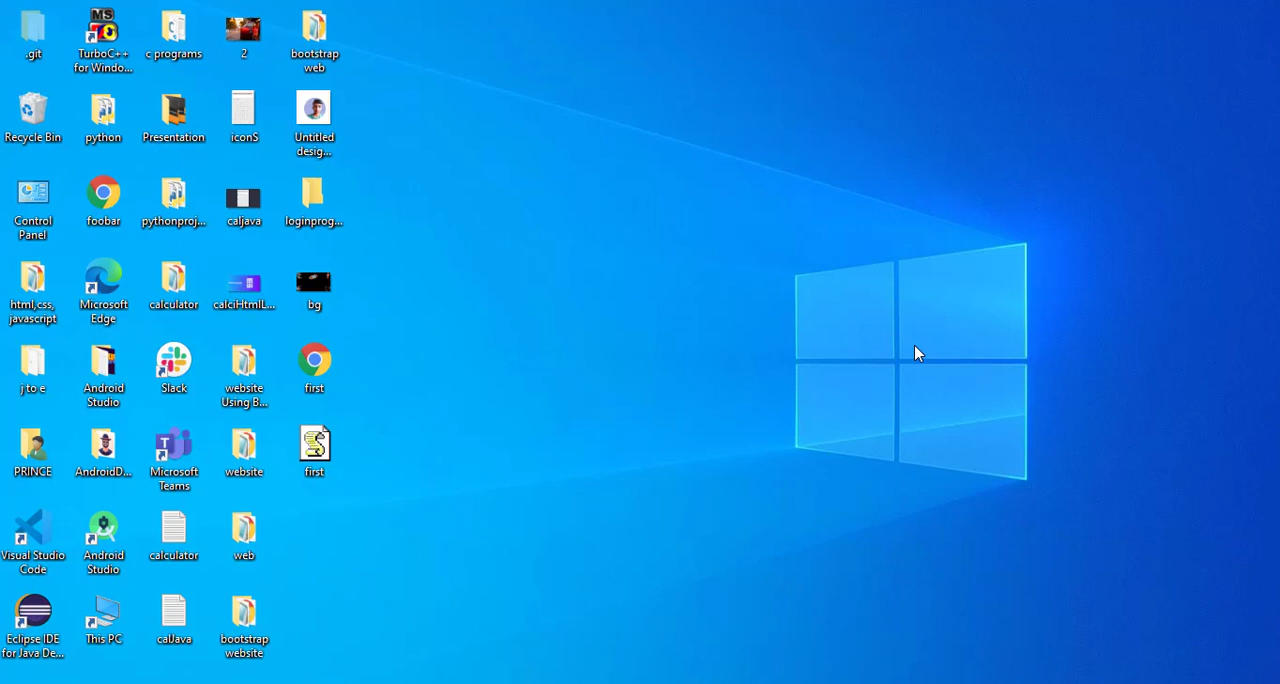 .git
TurboC++
for Windo...
c programs
2
bootstrap
web
Recycle Bin
python
Presentation
iconS
Untitled
desig...
Control
Panel
foobar
pythonproj...
caljava
loginprog...
html,css,
javascript
Microsoft
Edge
calculator
calciHtmlL...
bg
j to e
Android
Studio
Slack
website
Using B...
first
PRINCE
AndroidD...
Microsoft
Teams
website
first
Visual Studio
Code
Android
Studio
calculator
web
Eclipse IDE
for Java De...
This PC
calJava
bootstrap
website